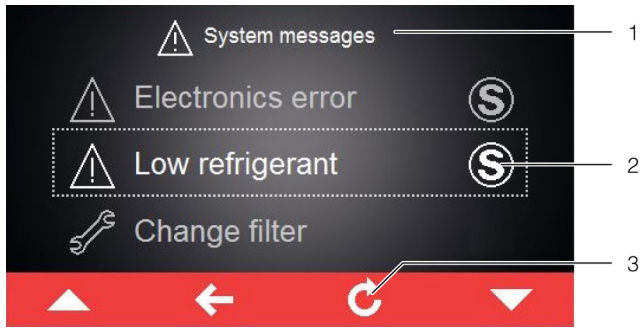 System messages
1
Electronics error
S
Low refrigerant
S
2
Change filter
3